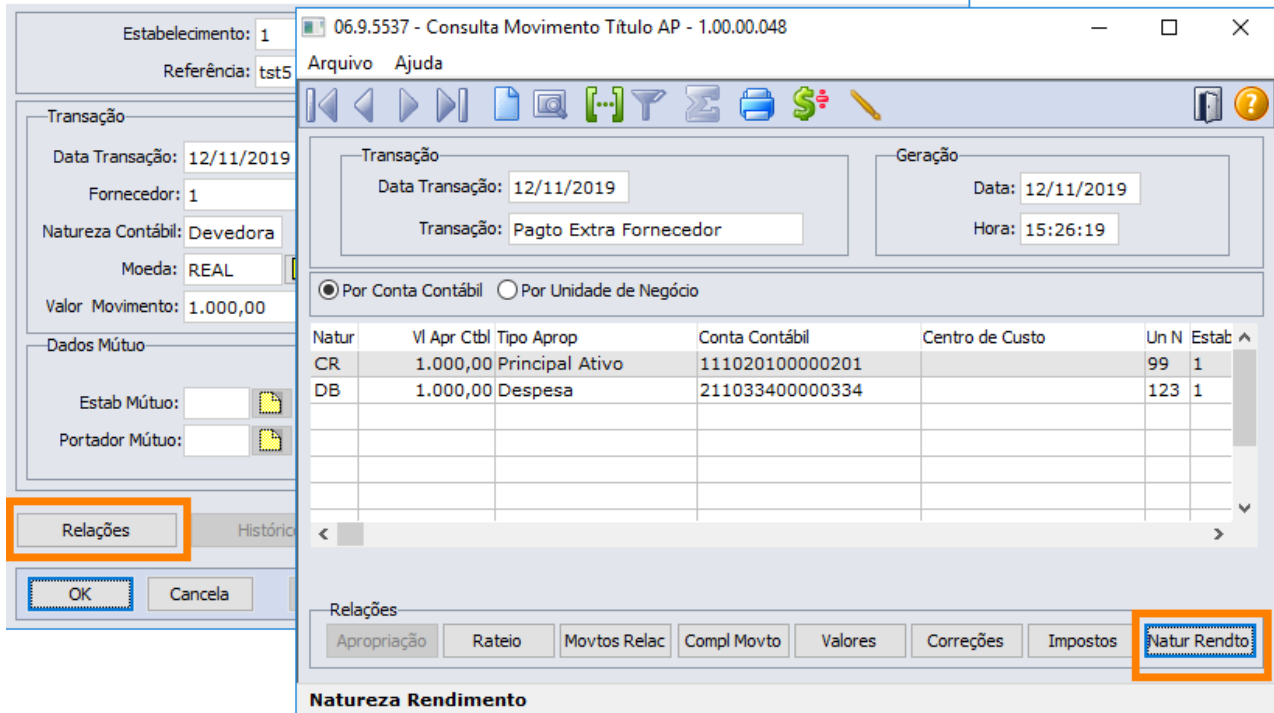 Estabelecimento: 1
Referência: tst5
Transação
Data Transação: 12/11/2019
Fornecedor: 1
Natureza Contábil: Devedora
Moeda: REAL
Valor Movimento: 1.000,00
Dados Mútuo
Estab Mútuo:
Portador Mútuo:
Relações Históric
OK Cancela
06.9.5537 - Consulta Movimento Título AP - 1.00.00.048
Arquivo Ajuda
Transação
Data Transação: 12/11/2019
Transação: Pagto Extra Fornecedor
Geração
Data: 12/11/2019
Hora: 15:26:19
Por Conta Contábil Por Unidade de Negócio
Natur Vl Apr Ctbl Tipo Aprop Conta Contábil Centro de Custo Un N Estab
CR 1.000,00 Principal Ativo 111020100000201 99 1
DB 1.000,00 Despesa 211033400000334 123 1
Relações
Apropriação Rateio Movtos Relac Compl Movto Valores Correções Impostos Natur Rendto
Natureza Rendimento